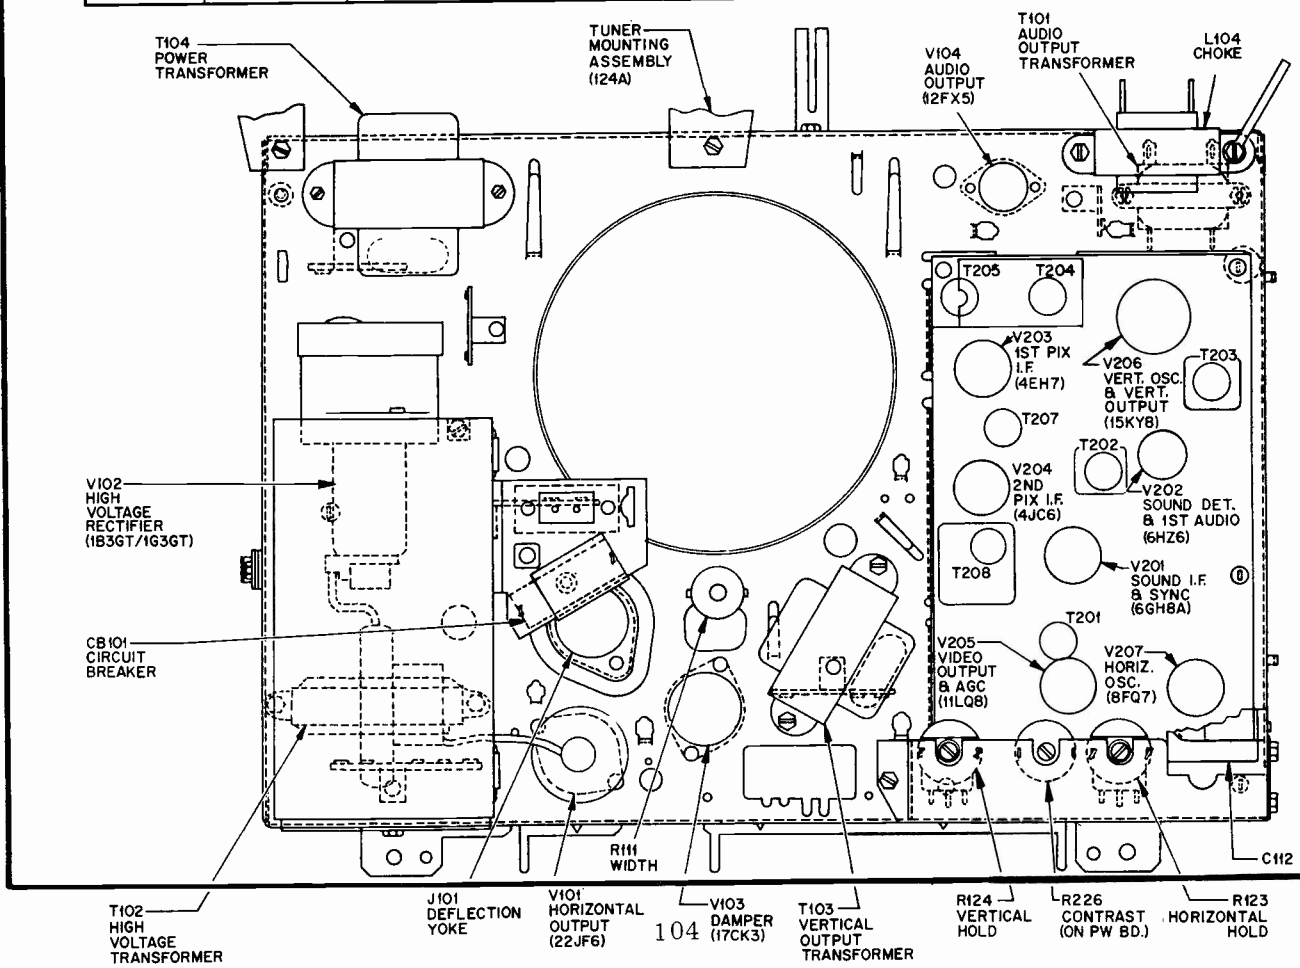 T104
POWER
TRANSFORMER
TUNER
MOUNTING
ASSEMBLY
(124A)
V104
AUDIO
OUTPUT
(12FX5)
T101
AUDIO
OUTPUT
TRANSFORMER
L104
CHOKE
T205
T204
V203
1ST PIX
I.F.
(4EH7)
V206
VERT. OSC.
& VERT.
OUTPUT
(15KY8)
T203
T207
T202
V204
2ND
PIX I.F.
(4JC6)
V202
SOUND DET.
& 1ST AUDIO
(6HZ6)
T208
V201
SOUND I.F.
& SYNC
(6GH8A)
T201
V205
VIDEO
OUTPUT
& AGC
(11LQ8)
V207
HORIZ.
OSC.
(8FQ7)
V102
HIGH
VOLTAGE
RECTIFIER
(1B3GT/1G3GT)
CB101
CIRCUIT
BREAKER
T102
HIGH
VOLTAGE
TRANSFORMER
J101
DEFLECTION
YOKE
V101
HORIZONTAL
OUTPUT
(22JF6)
R111
WIDTH
V103
DAMPER
(17CK3)
104
T103
VERTICAL
OUTPUT
TRANSFORMER
R124
VERTICAL
HOLD
R226
CONTRAST
(ON PW BD.)
R123
HORIZONTAL
HOLD
C112